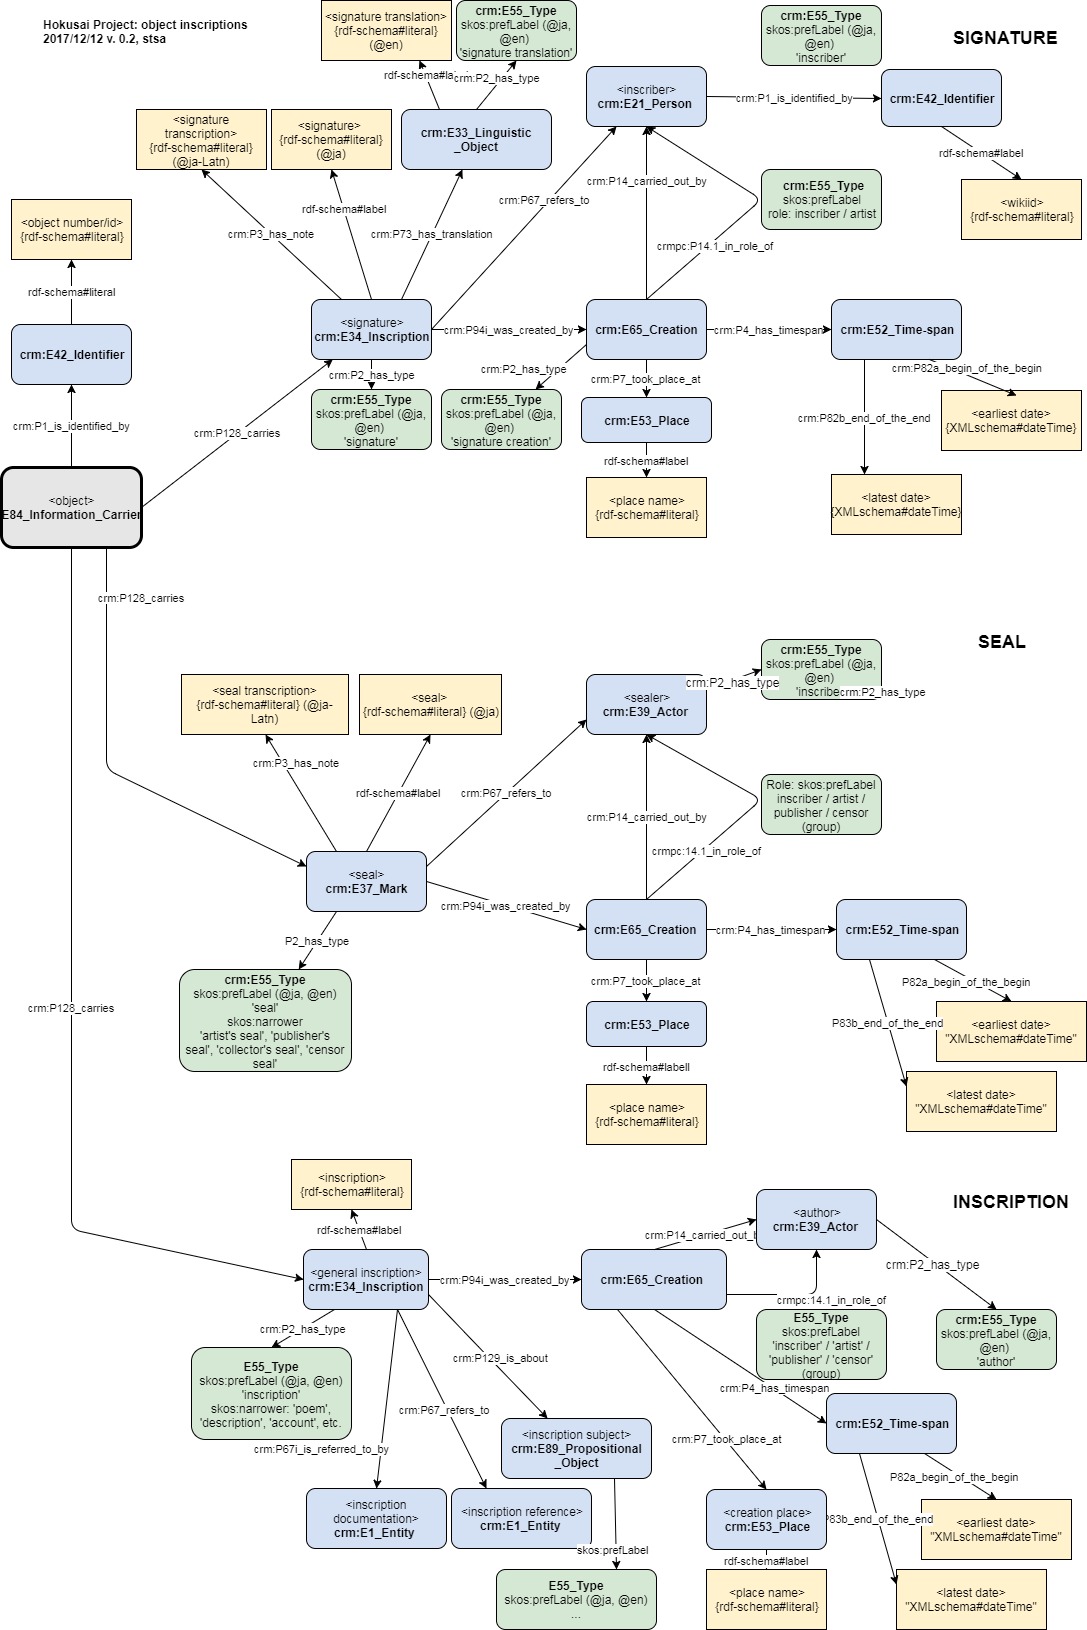 Hokusai Project: object inscriptions
2017/12/12 v. 0.2, stsa
SIGNATURE
<signature translation>
{rdf-schema#literal}
(@en)
crm:E55_Type
skos:prefLabel (@ja,
@en)
'signature translation'
crm:E55_Type
skos:prefLabel (@ja,
@en)
'inscriber'
rdf-schema#la
crm:P2_has_type
<signature
transcription>
{rdf-schema#literal}
(@ja-Latn)
<signature>
{rdf-schema#literal}
(@ja)
crm:E33_Linguistic
_Object
<inscriber>
crm:E21_Person
crm:P1_is_identified_by
crm:E42_Identifier
rdf-schema#label
<wikiid>
{rdf-schema#literal}
crm:P14_carried_out_by
crm:P67_refers_to
crm:E55_Type
skos:prefLabel
role: inscriber / artist
crmpc:P14.1_in_role_of
rdf-schema#label
crm:P3_has_note
crm:P73_has_translation
<object number/id>
{rdf-schema#literal}
rdf-schema#literal
crm:E42_Identifier
crm:P1_is_identified_by
<signature>
crm:E34_Inscription
crm:P94i_was_created_by
crm:E65_Creation
crm:P4_has_timespan
crm:E52_Time-span
crm:P2_has_type
crm:P2_has_type
crm:P7_took_place_at
crm:P82a_begin_of_the_begin
crm:E55_Type
skos:prefLabel (@ja,
@en)
'signature'
crm:E55_Type
skos:prefLabel (@ja,
@en)
'signature creation'
crm:E53_Place
crm:P82b_end_of_the_end
<earliest date>
{XMLschema#dateTime}
crm:P128_carries
rdf-schema#label
<place name>
{rdf-schema#literal}
<latest date>
{XMLschema#dateTime}
<object>
E84_Information_Carrier
crm:P128_carries
SEAL
<seal transcription>
{rdf-schema#literal} (@ja-
Latn)
<seal>
{rdf-schema#literal} (@ja)
<sealer>
crm:E39_Actor
crm:P2_has_type
crm:E55_Type
skos:prefLabel (@ja,
@en)
'inscribe
crm:P2_has_type
crm:P3_has_note
rdf-schema#label
crm:P67_refers_to
crm:P14_carried_out_by
Role: skos:prefLabel
inscriber / artist /
publisher / censor
(group)
crmpc:14.1_in_role_of
<seal>
crm:E37_Mark
crm:P94i_was_created_by
crm:E65_Creation
crm:P4_has_timespan
crm:E52_Time-span
P2_has_type
crm:E55_Type
skos:prefLabel (@ja, @en)
'seal'
skos:narrower
'artist's seal', 'publisher's
seal', 'collector's seal', 'censor
seal'
crm:P7_took_place_at
P82a_begin_of_the_begin
crm:E53_Place
P83b_end_of_the_end
<earliest date>
"XMLschema#dateTime"
rdf-schema#labell
<latest date>
"XMLschema#dateTime"
<place name>
{rdf-schema#literal}
crm:P128_carries
INSCRIPTION
<inscription>
{rdf-schema#literal}
rdf-schema#label
<author>
crm:E39_Actor
crm:P14_carried_out_b
crm:P2_has_type
<general inscription>
crm:E34_Inscription
crm:P94i_was_created_by
crm:E65_Creation
crmpc:14.1_in_role_of
E55_Type
skos:prefLabel
'inscriber' / 'artist' /
'publisher' / 'censor'
(group)
crm:E55_Type
skos:prefLabel (@ja,
@en)
'author'
crm:P2_has_type
E55_Type
skos:prefLabel (@ja, @en)
'inscription'
skos:narrower: 'poem',
'description', 'account', etc.
crm:P129_is_about
crm:P67_refers_to
crm:P67i_is_referred_to_by
crm:P4_has_timespan
crm:P7_took_place_at
crm:E52_Time-span
<inscription subject>
crm:E89_Propositional
_Object
P82a_begin_of_the_begin
<inscription
documentation>
crm:E1_Entity
<inscription reference>
crm:E1_Entity
<creation place>
crm:E53_Place
P83b_end_of_the_end
<earliest date>
"XMLschema#dateTime"
skos:prefLabel
rdf-schema#label
E55_Type
skos:prefLabel (@ja, @en)
...
<place name>
{rdf-schema#literal}
<latest date>
"XMLschema#dateTime"